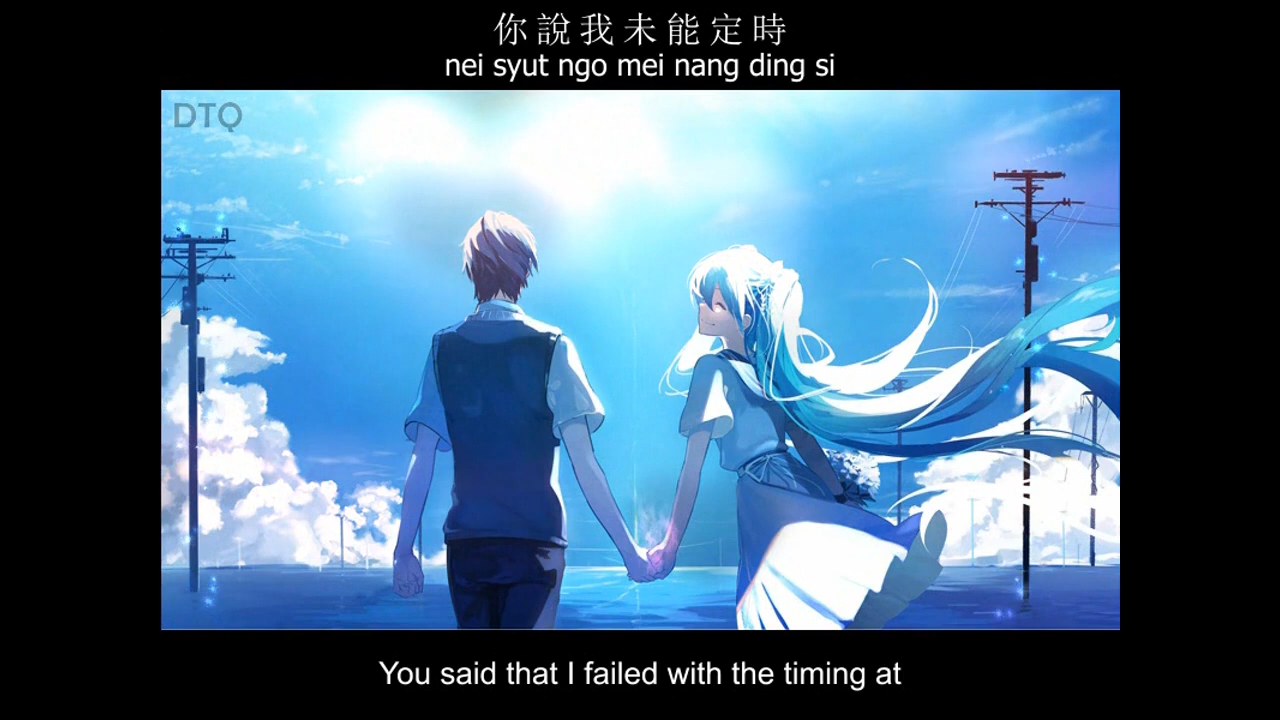 你說我未能定時
nei syut ngo mei nang ding si
DTQ
You said that I failed with the timing at